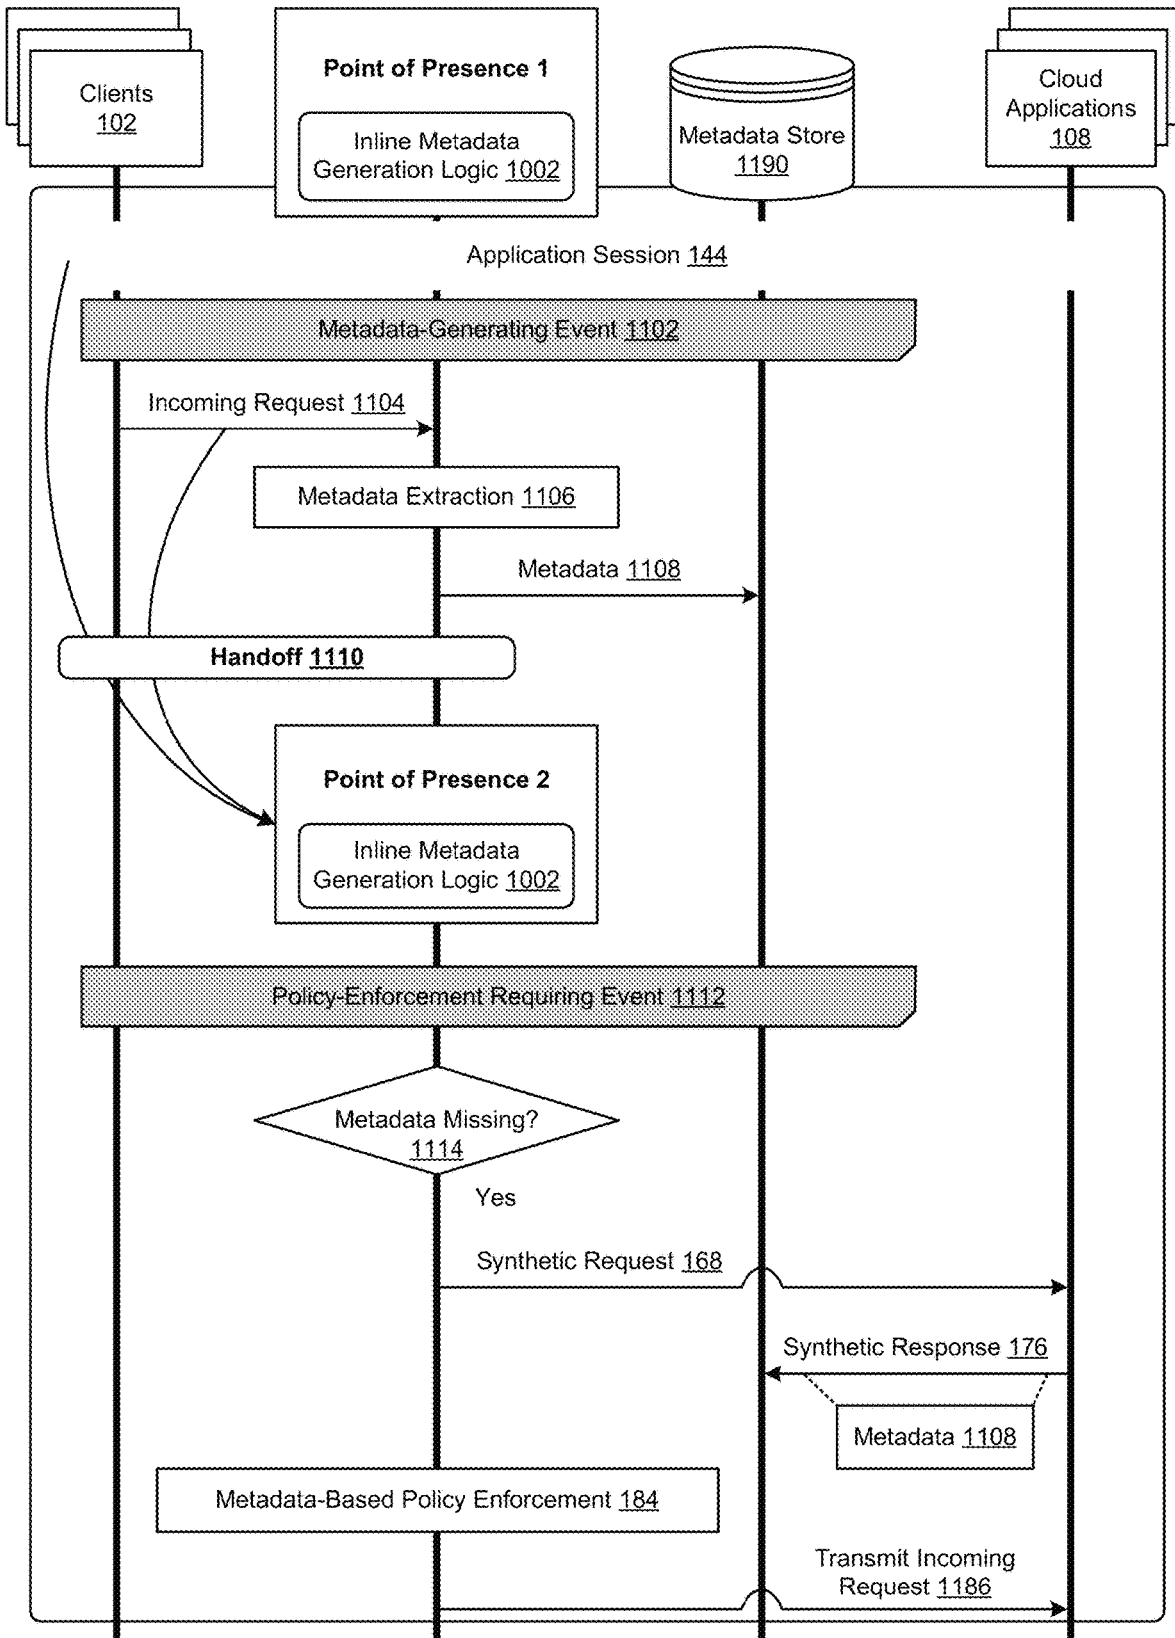 Clients
102
Point of Presence 1
Inline Metadata
Generation Logic 1002
Metadata Store
1190
Cloud
Applications
108
Application Session 144
Metadata-Generating Event 1102
Incoming Request 1104
Metadata Extraction 1106
Metadata 1108
Handoff 1110
Point of Presence 2
Inline Metadata
Generation Logic 1002
Policy-Enforcement Requiring Event 1112
Metadata Missing?
1114
Yes
Synthetic Request 168
Synthetic Response 176
Metadata 1108
Metadata-Based Policy Enforcement 184
Transmit Incoming
Request 1186